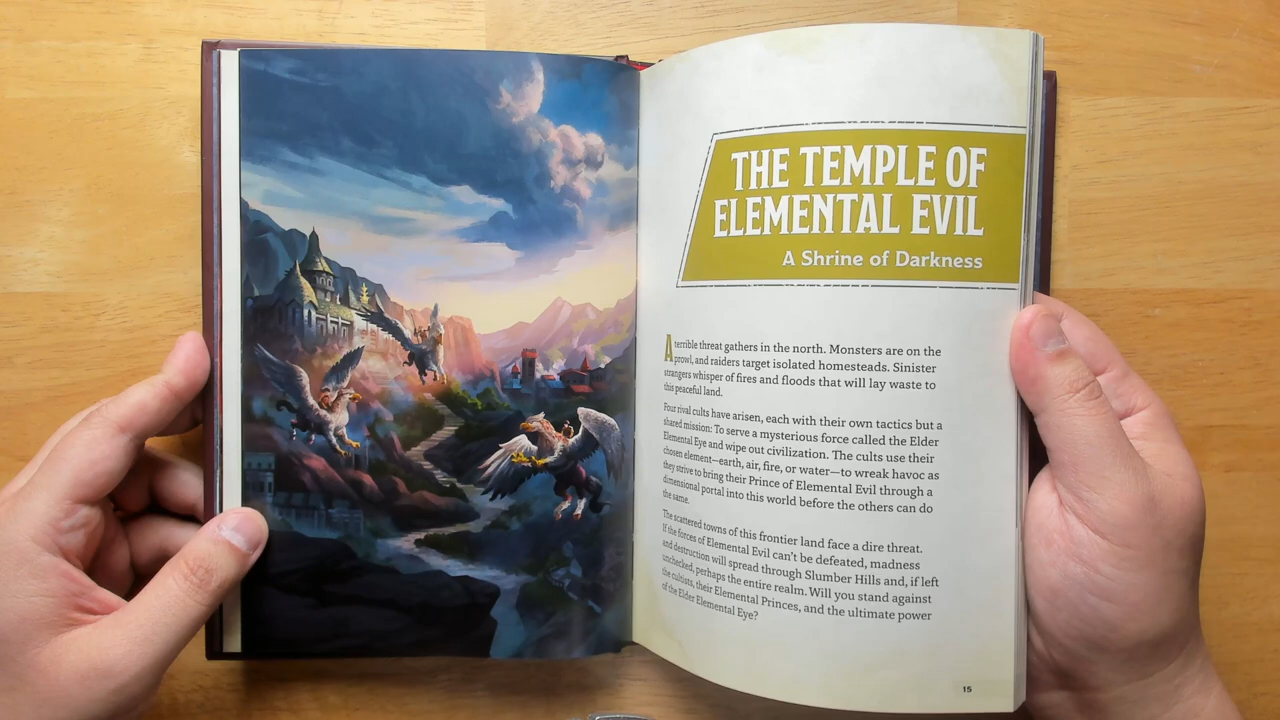 THE TEMPLE OF
ELEMENTAL EVIL
A Shrine of Darkness
A terrible threat gathers in the north. Monsters are on the
prowl, and raiders target isolated homesteads. Sinister
strangers whisper of fires and floods that will lay waste to
this peaceful land.
Four rival cults have arisen, each with their own tactics but a
shared mission: To serve a mysterious force called the Elder
Elemental Eye and wipe out civilization. The cults use their
chosen element—earth, air, fire, or water—to wreak havoc as
they strive to bring their Prince of Elemental Evil through a
dimensional portal into this world before the others can do
the same.
The scattered towns of this frontier land face a dire threat.
If the forces of Elemental Evil can't be defeated, madness
and destruction will spread through Slumber Hills and, if left
unchecked, perhaps the entire realm. Will you stand against
the cultists, their Elemental Princes, and the ultimate power
of the Elder Elemental Eye?
15